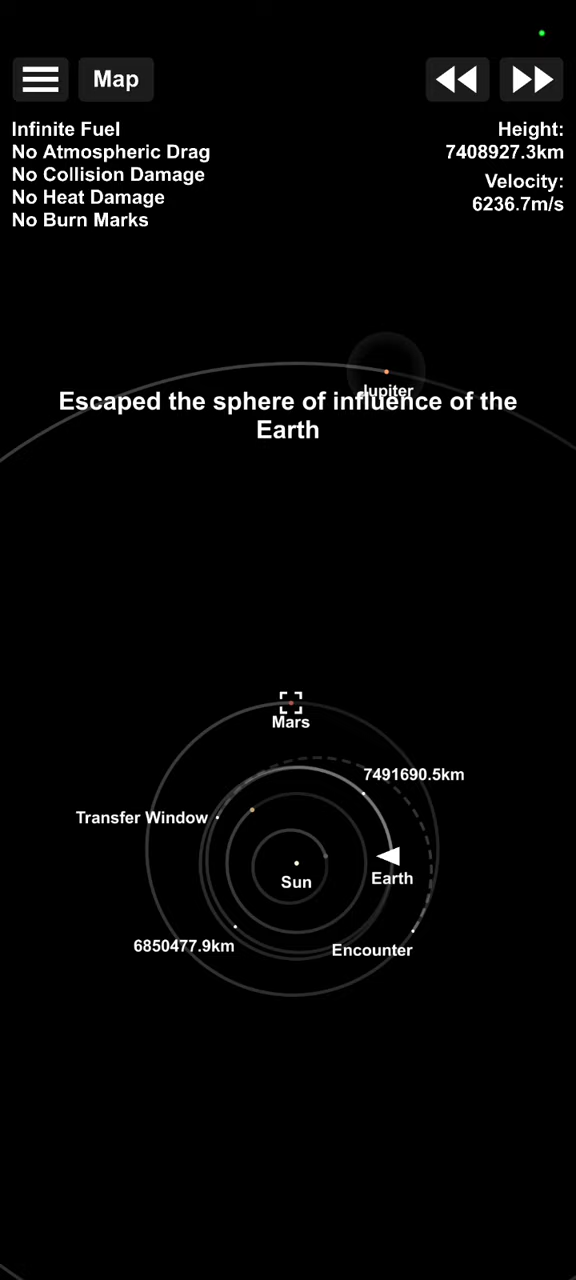 Map
Infinite Fuel
No Atmospheric Drag
No Collision Damage
No Heat Damage
No Burn Marks
Height:
7408927.3km
Velocity:
6236.7m/s
Jupiter
Escaped the sphere of influence of the
Earth
Mars
7491690.5km
Transfer Window
Sun
Earth
6850477.9km
Encounter